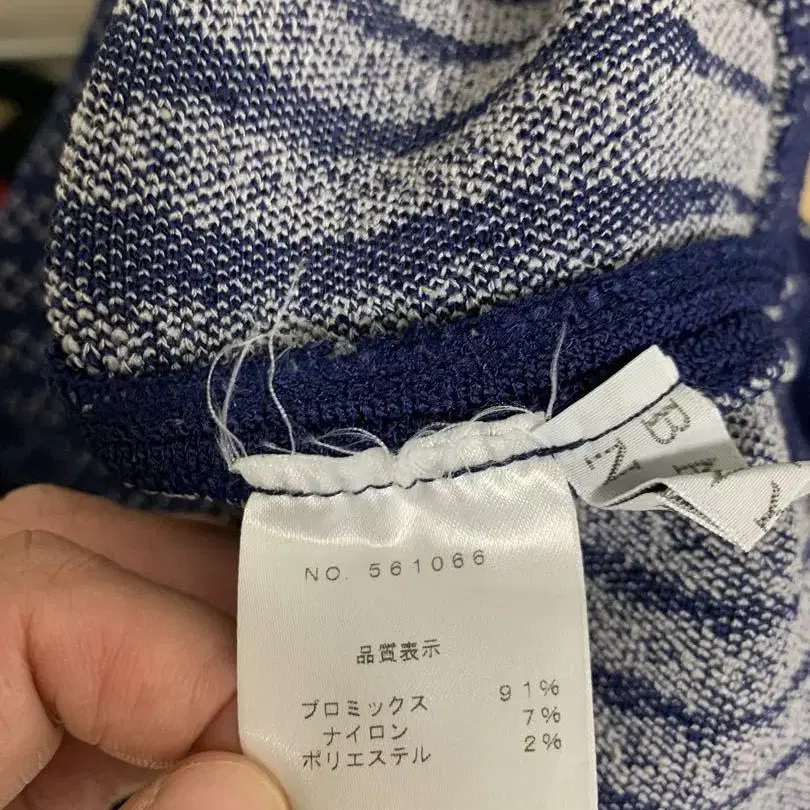 NO. 561066
品質表示
ブロミックス 91%
ナイロン 7%
ポリエステル 2%